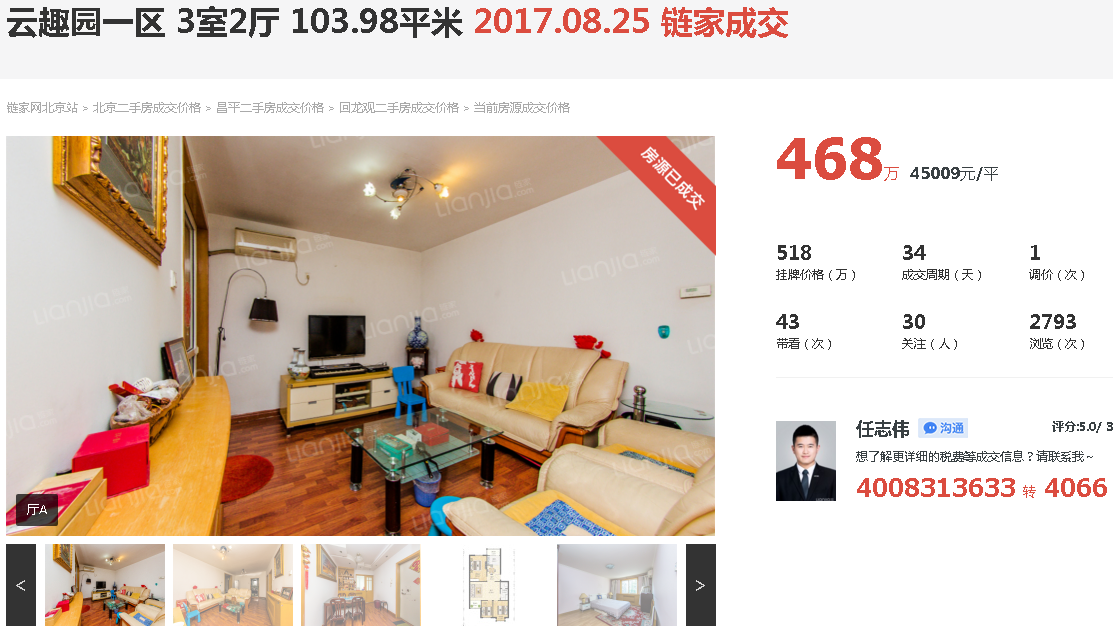 云趣园一区 3室2厅 103.98平米 2017.08.25 链家成交
链家网北京站 > 北京二手房成交价格 > 昌平二手房成交价格 > 回龙观二手房成交价格 > 当前房源成交价格
房源已成交
Lianjia
厅A
<
>
468万 45009元/平
518 34 1
挂牌价格（万） 成交周期（天） 调价（次）
43 30 2793
带看（次） 关注（人） 浏览（次）
任志伟 沟通 评分:5.0/ 3
想了解更详细的税费等成交信息？请联系我~
4008313633 转 4066